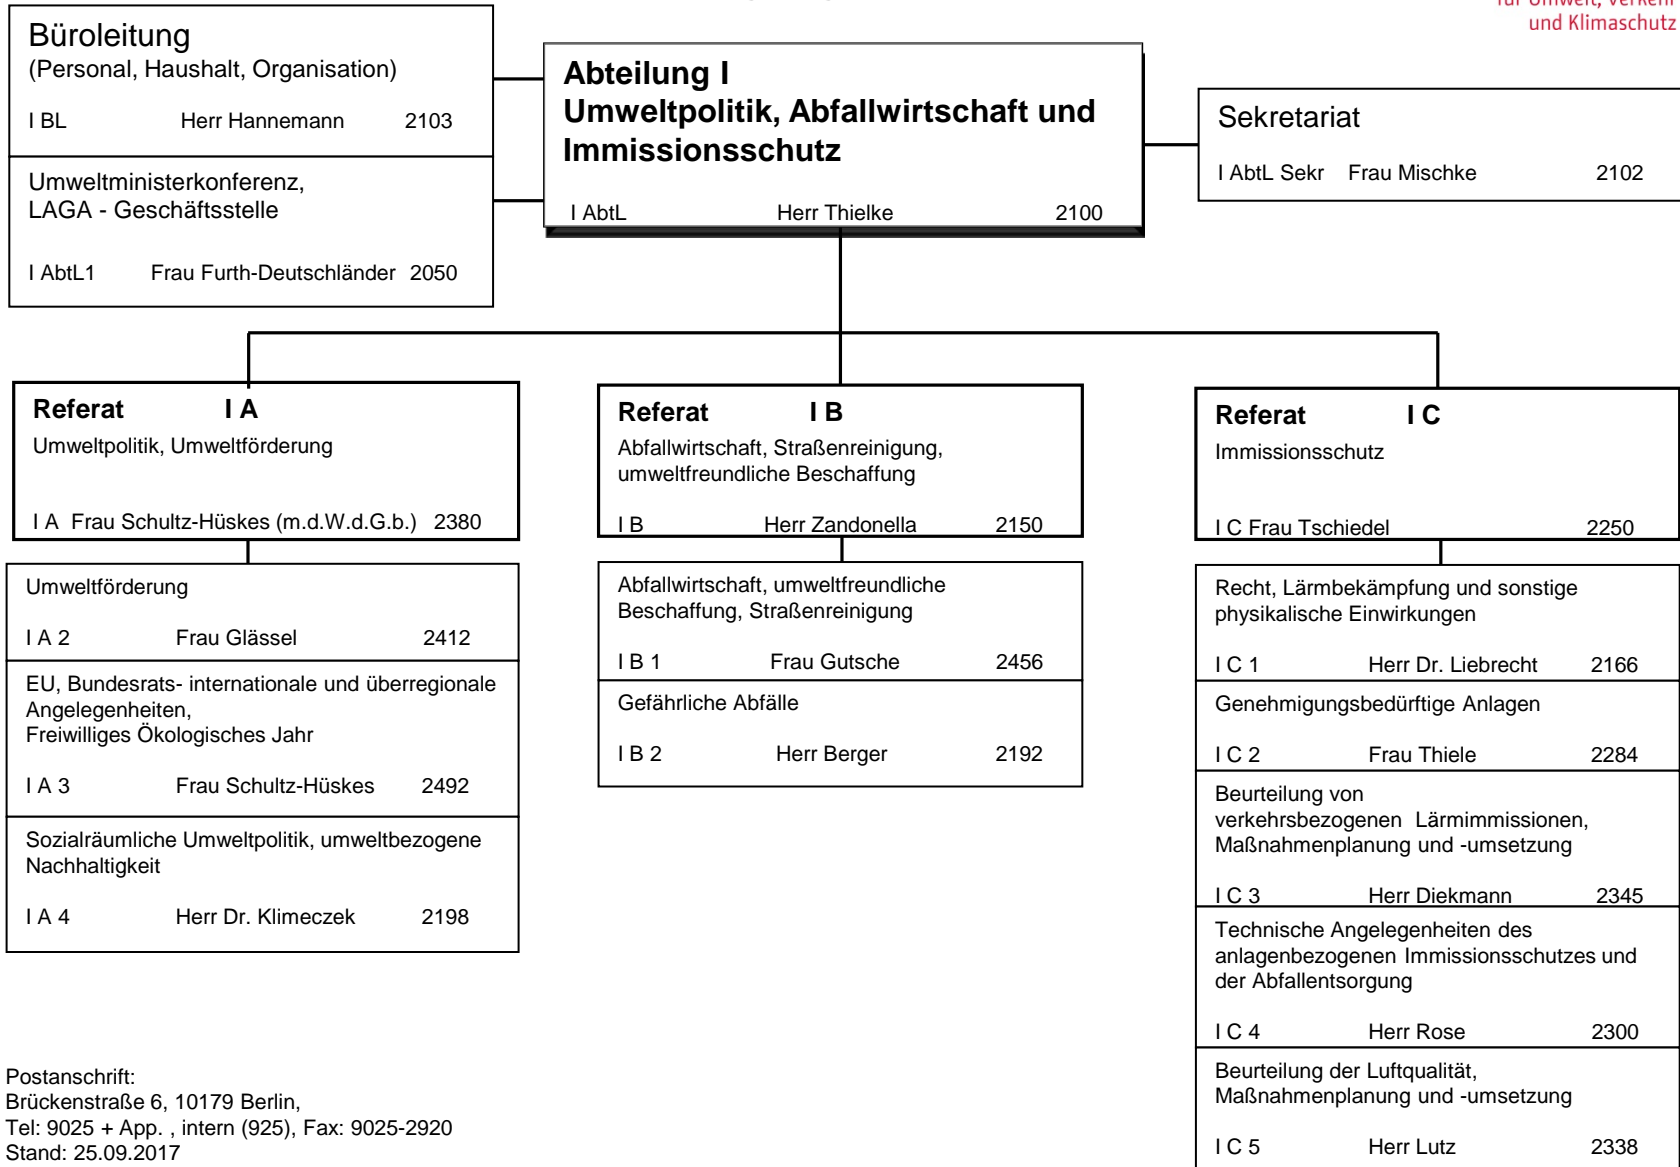 für Umwelt, Verkehr
und Klimaschutz
Büroleitung
(Personal, Haushalt, Organisation)
I BL Herr Hannemann 2103
Umweltministerkonferenz,
LAGA - Geschäftsstelle
I AbtL1 Frau Furth-Deutschländer 2050
Abteilung I
Umweltpolitik, Abfallwirtschaft und
Immissionsschutz
I AbtL Herr Thielke 2100
Sekretariat
I AbtL Sekr Frau Mischke 2102
Referat I A
Umweltpolitik, Umweltförderung
I A Frau Schultz-Hüskes (m.d.W.d.G.b.) 2380
Umweltförderung
I A 2 Frau Glässel 2412
EU, Bundesrats- internationale und überregionale
Angelegenheiten,
Freiwilliges Ökologisches Jahr
I A 3 Frau Schultz-Hüskes 2492
Sozialräumliche Umweltpolitik, umweltbezogene
Nachhaltigkeit
I A 4 Herr Dr. Klimeczek 2198
Referat I B
Abfallwirtschaft, Straßenreinigung,
umweltfreundliche Beschaffung
I B Herr Zandonella 2150
Abfallwirtschaft, umweltfreundliche
Beschaffung, Straßenreinigung
I B 1 Frau Gutsche 2456
Gefährliche Abfälle
I B 2 Herr Berger 2192
Referat I C
Immissionsschutz
I C Frau Tschiedel 2250
Recht, Lärmbekämpfung und sonstige
physikalische Einwirkungen
I C 1 Herr Dr. Liebrecht 2166
Genehmigungsbedürftige Anlagen
I C 2 Frau Thiele 2284
Beurteilung von
verkehrsbezogenen Lärmimmissionen,
Maßnahmenplanung und -umsetzung
I C 3 Herr Diekmann 2345
Technische Angelegenheiten des
anlagenbezogenen Immissionsschutzes und
der Abfallentsorgung
I C 4 Herr Rose 2300
Beurteilung der Luftqualität,
Maßnahmenplanung und -umsetzung
I C 5 Herr Lutz 2338
Postanschrift:
Brückenstraße 6, 10179 Berlin,
Tel: 9025 + App. , intern (925), Fax: 9025-2920
Stand: 25.09.2017